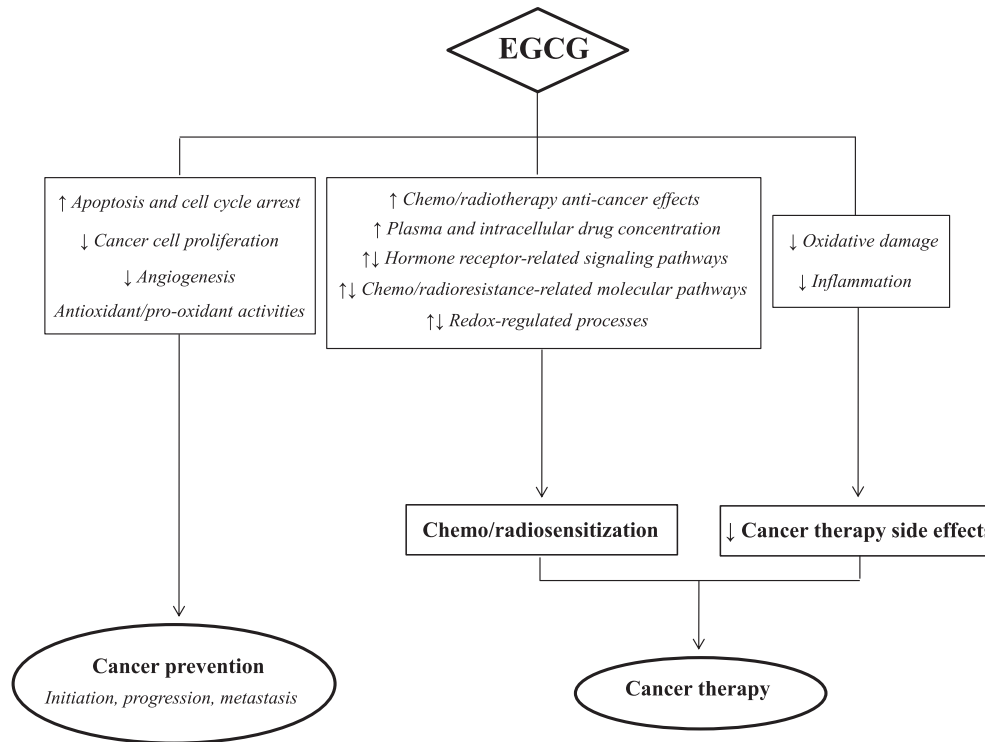 EGCG
↑ Apoptosis and cell cycle arrest
↓ Cancer cell proliferation
↓ Angiogenesis
Antioxidant/pro-oxidant activities
↑ Chemo/radiotherapy anti-cancer effects
↑ Plasma and intracellular drug concentration
↑↓ Hormone receptor-related signaling pathways
↑↓ Chemo/radioresistance-related molecular pathways
↑↓ Redox-regulated processes
↓ Oxidative damage
↓ Inflammation
Chemo/radiosensitization
↓ Cancer therapy side effects
Cancer prevention
Initiation, progression, metastasis
Cancer therapy